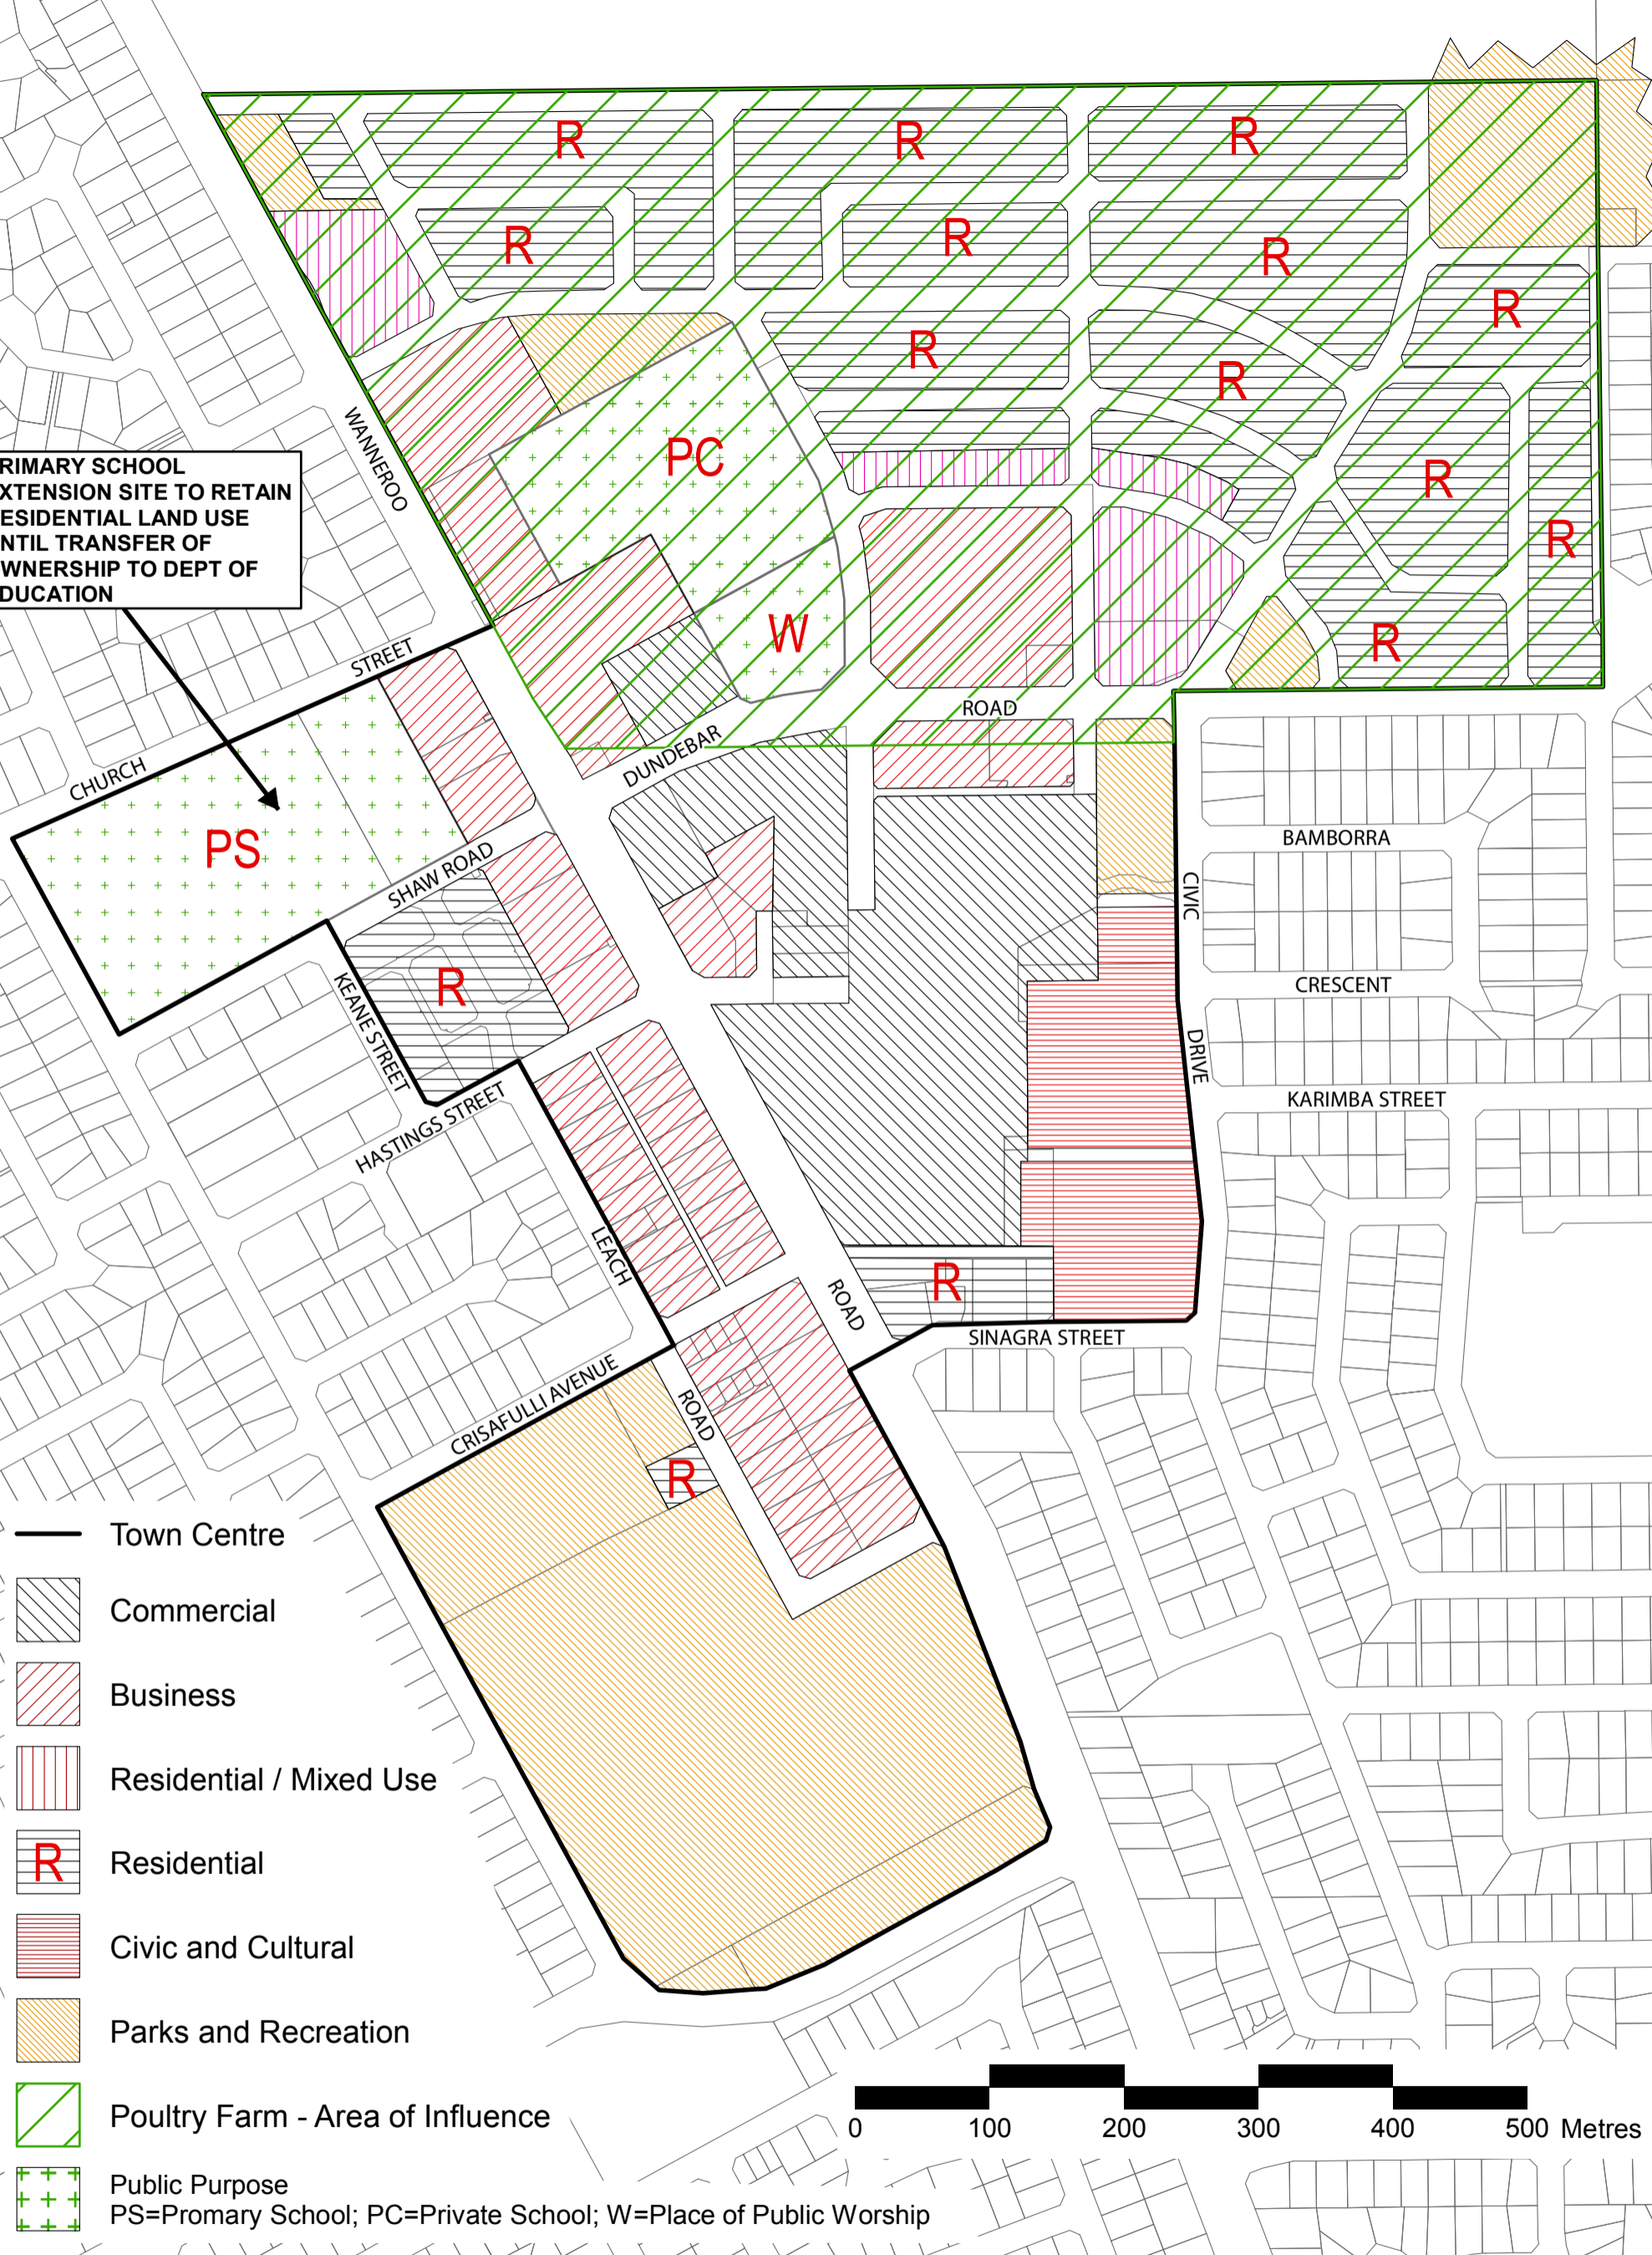 R
R
R
R
R
R
R
R
R
R
PC
R
WANNEROO
RIMARY SCHOOL
XTENSION SITE TO RETAIN
ESIDENTIAL LAND USE
NTIL TRANSFER OF
WNERSHIP TO DEPT OF
DUCATION
R
W
R
STREET
ROAD
DUNDEBAR
CHURCH
BAMBORRA
PS
SHAW ROAD
CIVIC
R
CRESCENT
KEANE STREET
DRIVE
KARIMBA STREET
HASTINGS STREET
LEACH
R
ROAD
SINAGRA STREET
CRISAFULLI AVENUE
ROAD
R
Town Centre
Commercial
Business
Residential / Mixed Use
R Residential
Civic and Cultural
Parks and Recreation
Poultry Farm - Area of Influence
0 100 200 300 400 500 Metres
Public Purpose
PS=Promary School; PC=Private School; W=Place of Public Worship